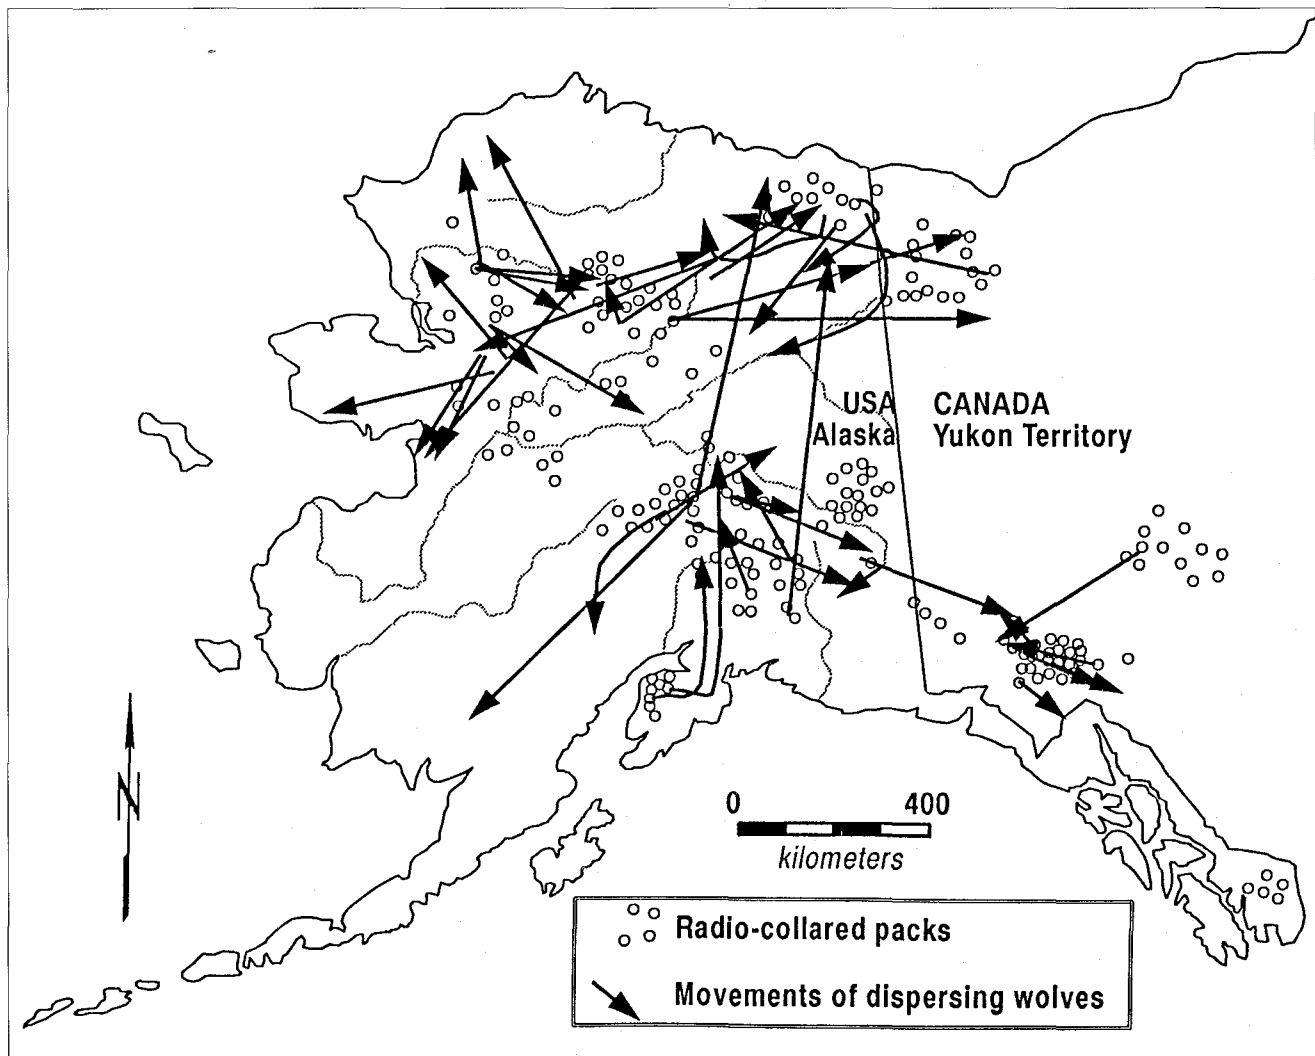 USA CANADA
Alaska Yukon Territory
N
0 400
kilometers
Radio-collared packs
Movements of dispersing wolves